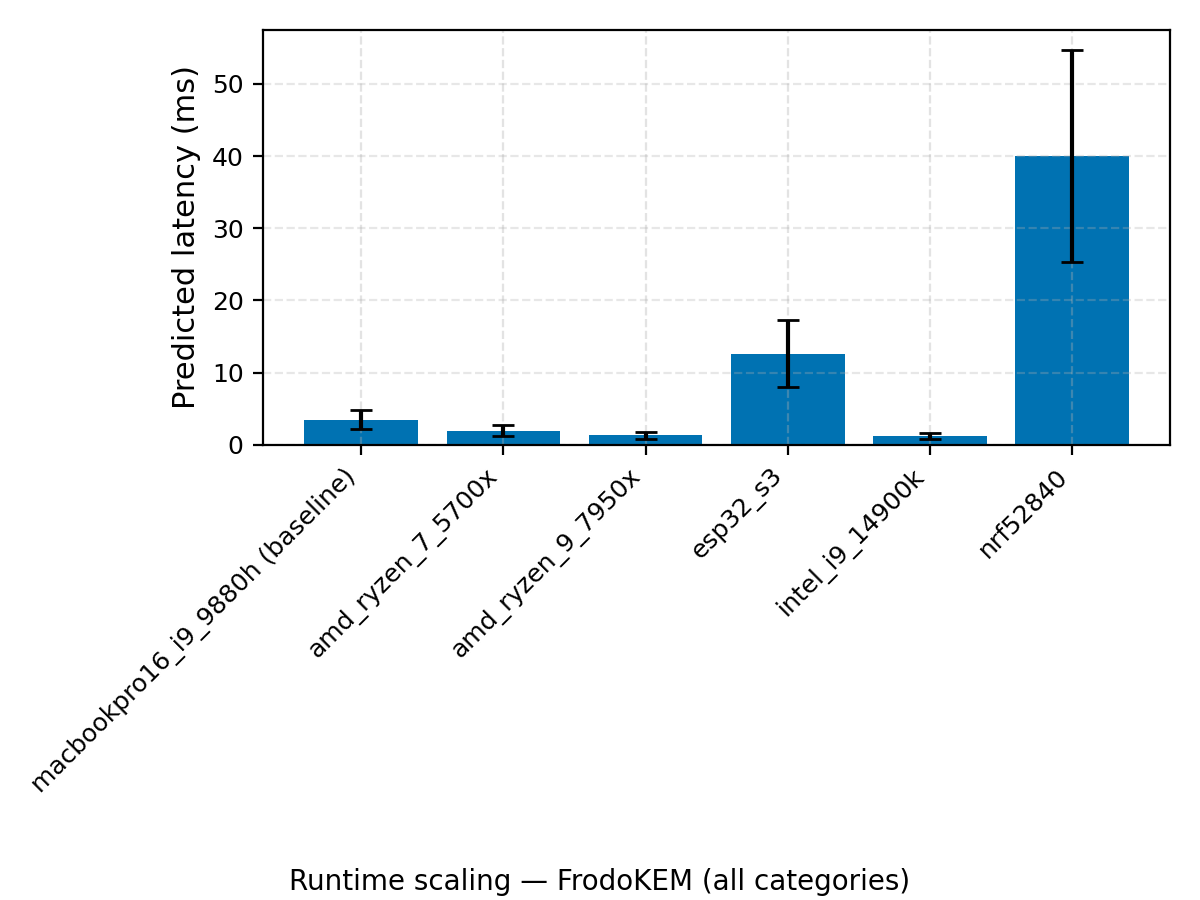 Predicted latency (ms)
50
40
30
20
10
0
macbookpro16_i9_9880h (baseline)
amd_ryzen_7_5700x
amd_ryzen_9_7950x
esp32_s3
intel_i9_14900k
nrf52840
Runtime scaling — FrodoKEM (all categories)